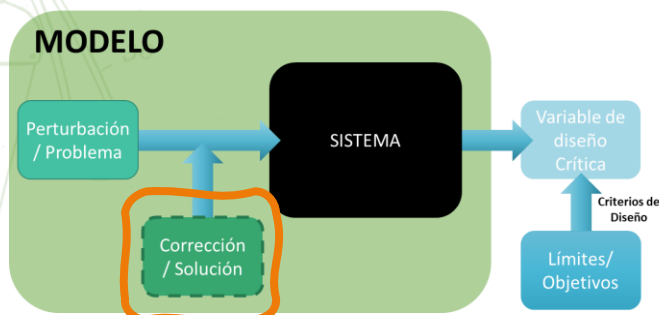 MODELO
Perturbación
/ Problema
SISTEMA
Variable de
diseño
Crítica
Criterios de
Diseño
Corrección
/ Solución
Límites/
Objetivos